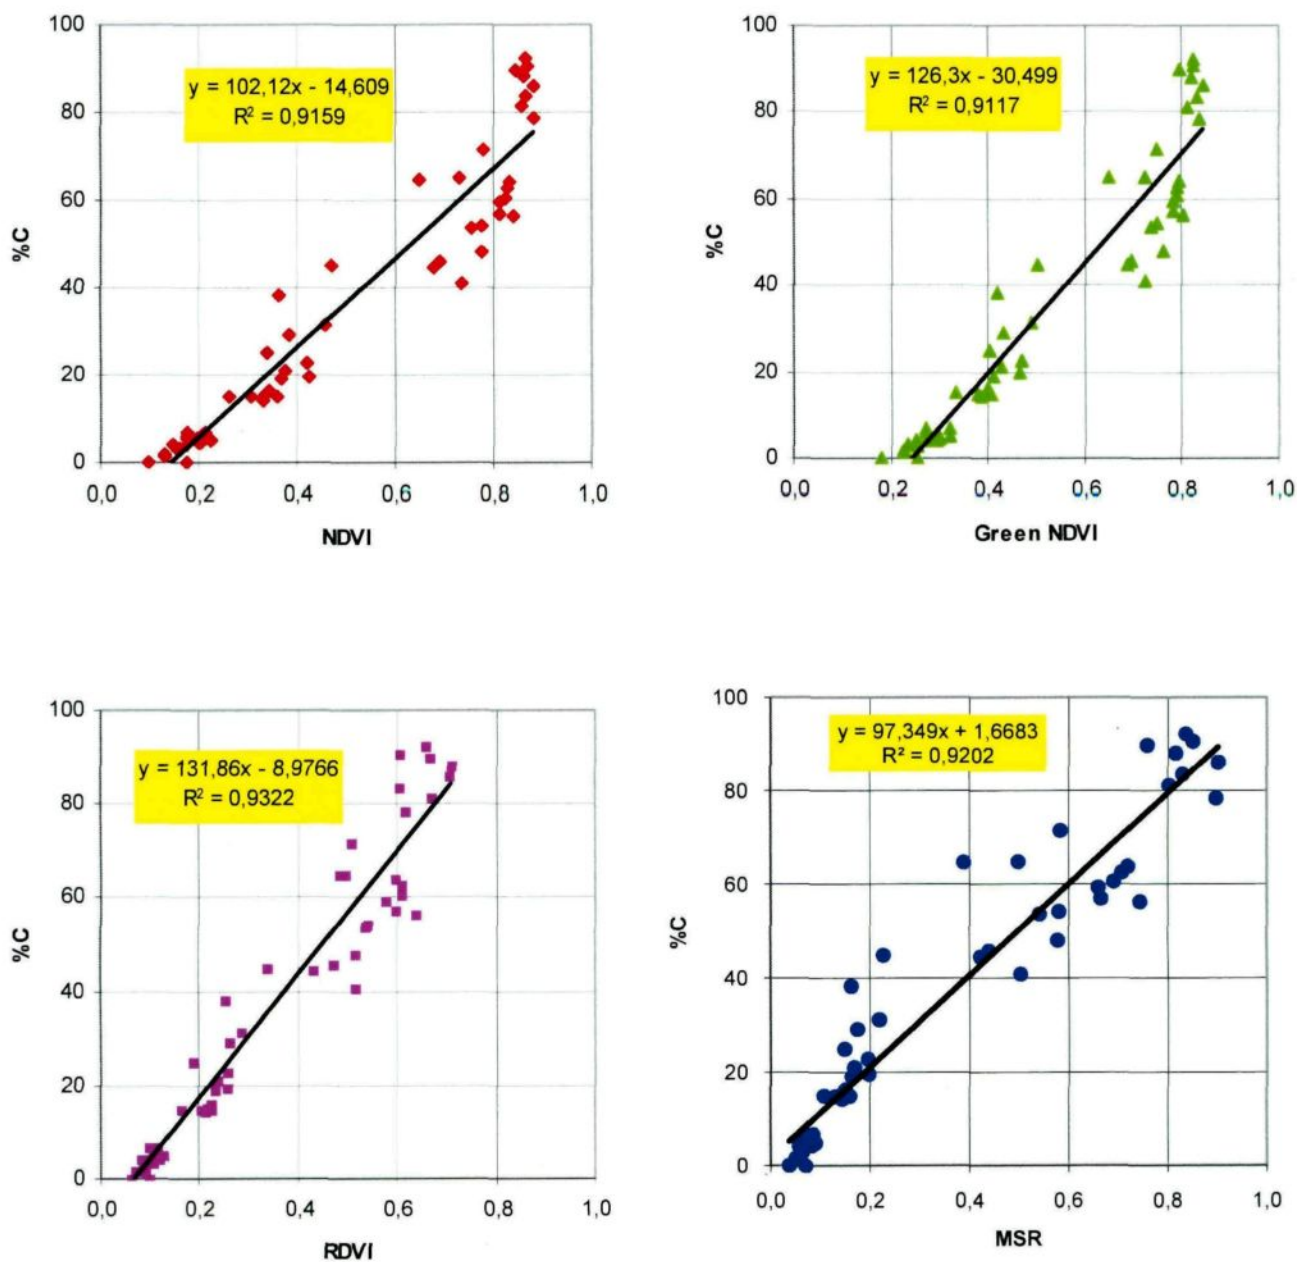 100
80
60
40
20
0
%C
y = 102,12x - 14,609
R² = 0,9159
0,0 0,2 0,4 0,6 0,8 1,0
NDVI
100
80
60
40
20
0
%C
y = 126,3x - 30,499
R² = 0,9117
0,0 0,2 0,4 0,6 0,8 1,0
Green NDVI
100
80
60
40
20
0
%C
y = 131,86x - 8,9766
R² = 0,9322
0,0 0,2 0,4 0,6 0,8 1,0
RDVI
100
80
60
40
20
0
%C
y = 97,349x + 1,6683
R² = 0,9202
0,0 0,2 0,4 0,6 0,8 1,0
MSR